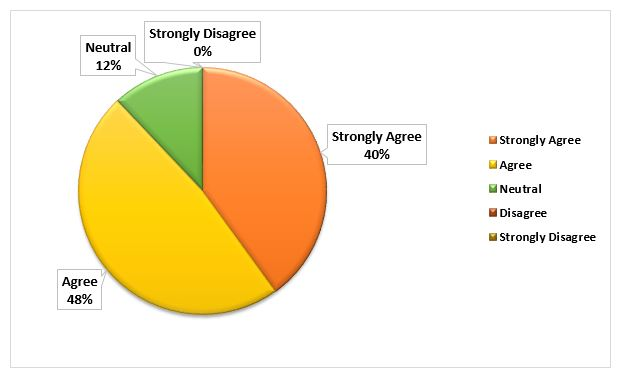 Strongly Disagree
0%
Neutral
12%
Strongly Agree
40%
Agree
48%
Strongly Agree
Agree
Neutral
Disagree
Strongly Disagree